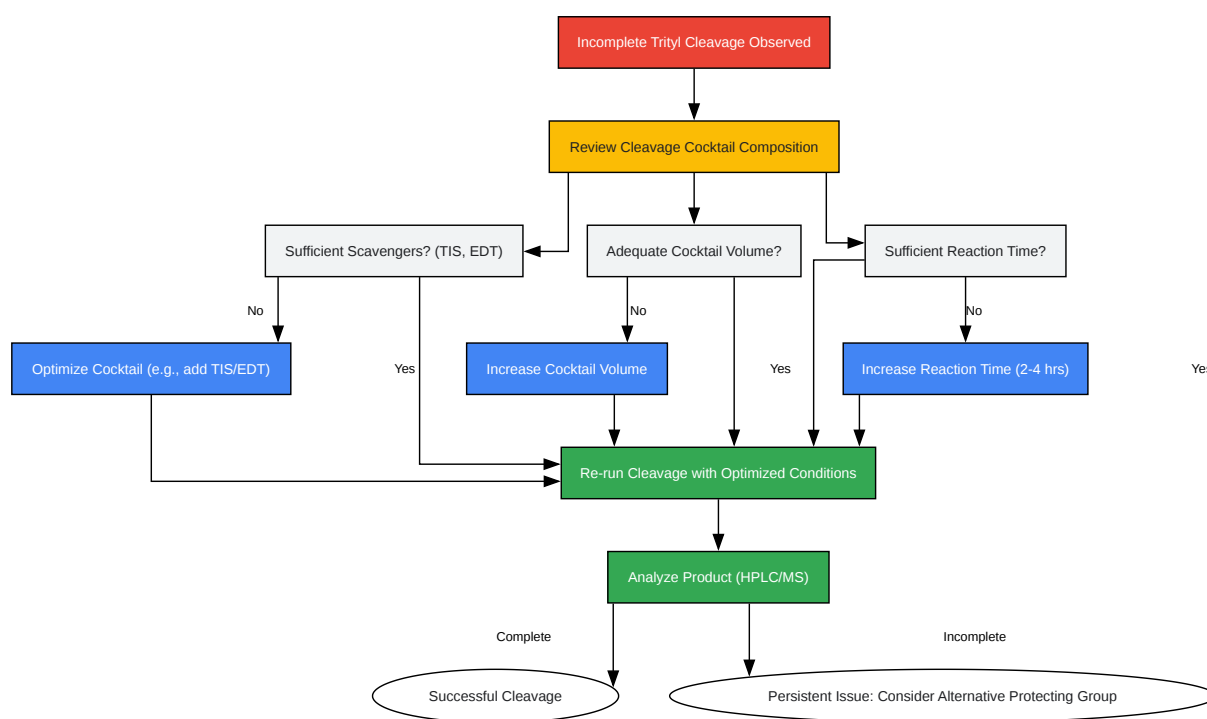 Incomplete Trityl Cleavage Observed
Review Cleavage Cocktail Composition
Sufficient Scavengers? (TIS, EDT)
Adequate Cocktail Volume?
Sufficient Reaction Time?
No
No
No
Optimize Cocktail (e.g., add TIS/EDT)
Yes
Increase Cocktail Volume
Yes
Increase Reaction Time (2-4 hrs)
Yes
Re-run Cleavage with Optimized Conditions
Analyze Product (HPLC/MS)
Complete
Incomplete
Successful Cleavage
Persistent Issue: Consider Alternative Protecting Group